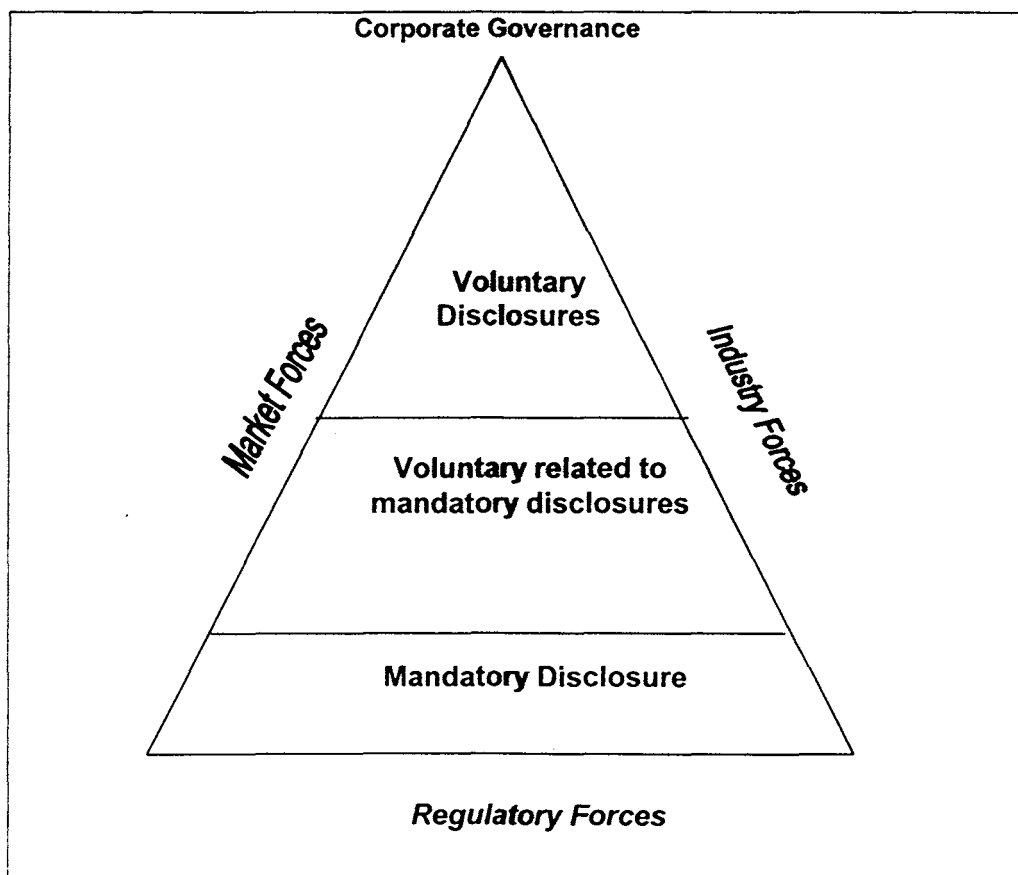 Corporate Governance
Voluntary
Disclosures
Market Forces
Industry Forces
Voluntary related to
mandatory disclosures
Mandatory Disclosure
Regulatory Forces